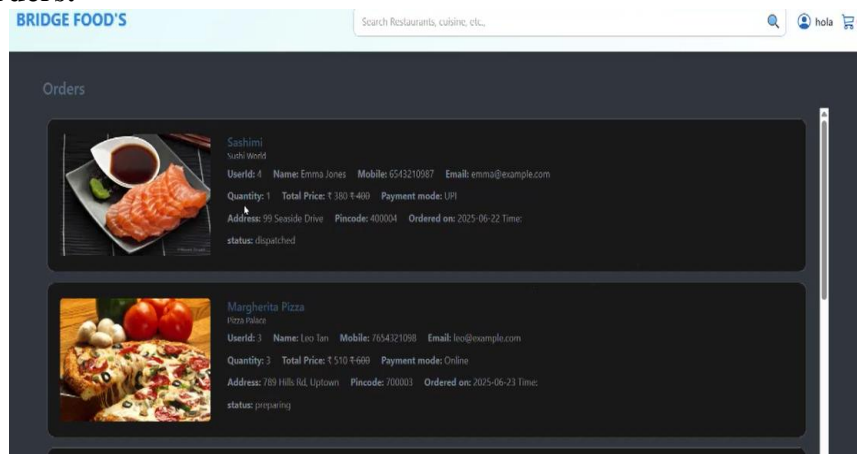 BRIDGE FOOD'S
Search Restaurants, cuisine, etc.,
hola
Orders
Sashimi
Sushi World
UserId: 4 Name: Emma Jones Mobile: 6543210987 Email: emma@example.com
Quantity: 1 Total Price: ₹ 380 ₹ 400 Payment mode: UPI
Address: 99 Seaside Drive Pincode: 400004 Ordered on: 2025-06-22 Time:
status: dispatched
Margherita Pizza
Pizza Palace
UserId: 3 Name: Leo Tan Mobile: 7654321098 Email: leo@example.com
Quantity: 3 Total Price: ₹ 510 ₹ 600 Payment mode: Online
Address: 789 Hills Rd, Uptown Pincode: 700003 Ordered on: 2025-06-23 Time:
status: preparing